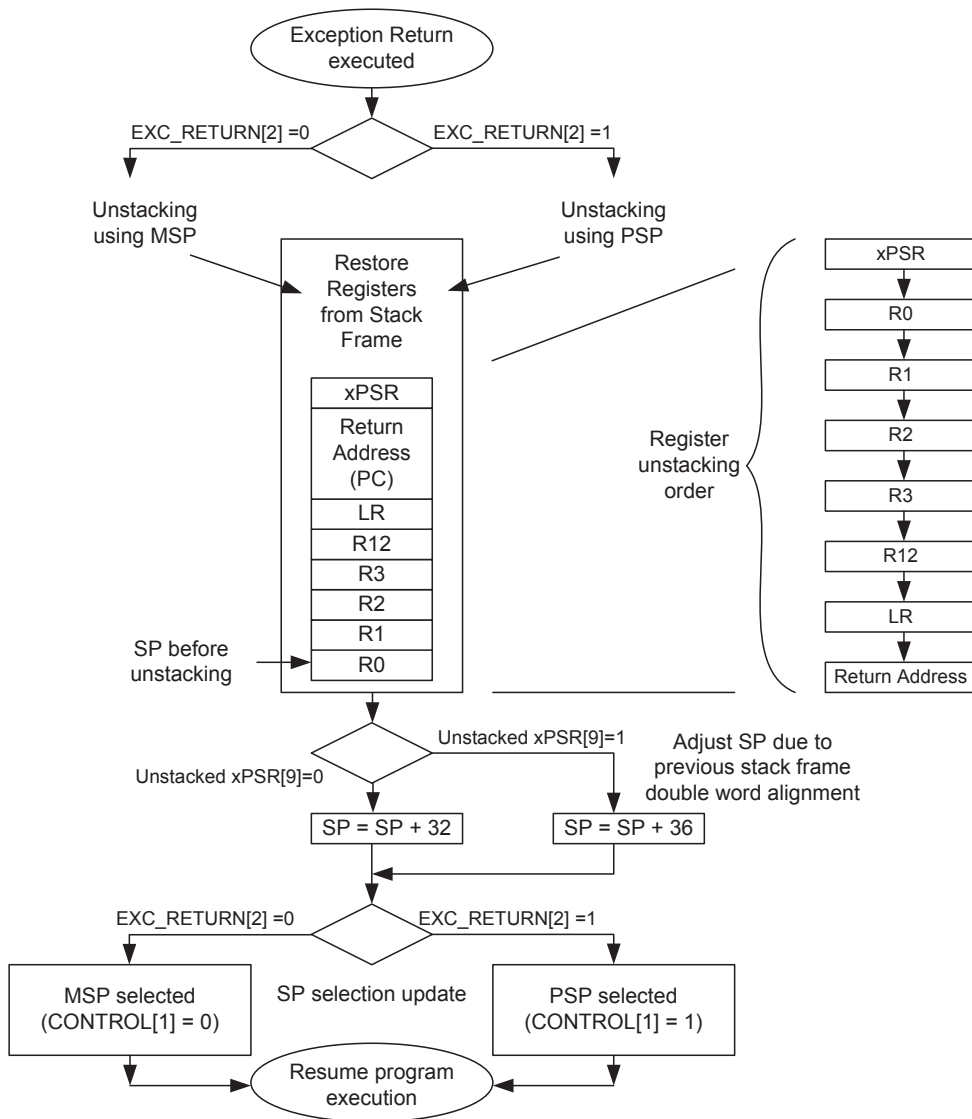 Exception Return
executed
EXC_RETURN[2] =0
EXC_RETURN[2] =1
Unstacking
using MSP
Unstacking
using PSP
Restore
Registers
from Stack
Frame
xPSR
Return
Address
(PC)
LR
R12
R3
R2
R1
R0
SP before
unstacking
Register
unstacking
order
xPSR
R0
R1
R2
R3
R12
LR
Return Address
Unstacked xPSR[9]=1
Unstacked xPSR[9]=0
Adjust SP due to
previous stack frame
double word alignment
SP = SP + 32
SP = SP + 36
EXC_RETURN[2] =0
EXC_RETURN[2] =1
MSP selected
(CONTROL[1] = 0)
SP selection update
PSP selected
(CONTROL[1] = 1)
Resume program
execution